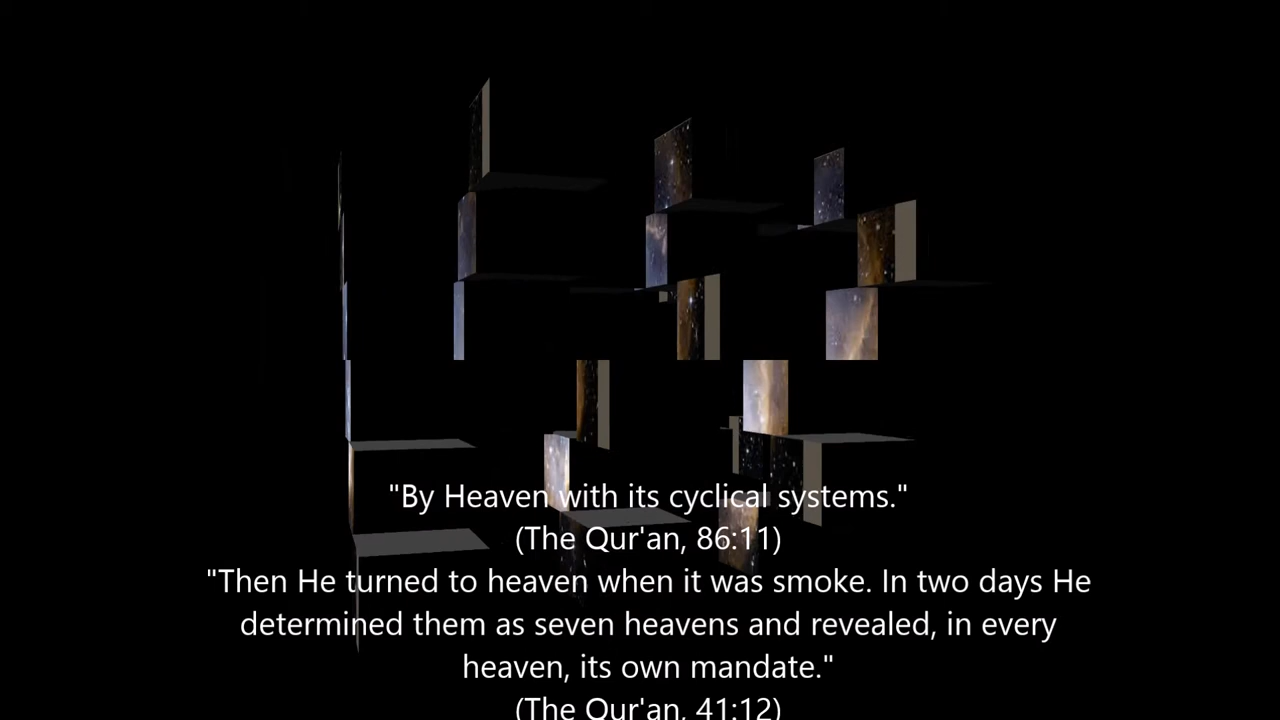 "By Heaven with its cyclical systems."
(The Qur'an, 86:11)
"Then He turned to heaven when it was smoke. In two days He
determined them as seven heavens and revealed, in every
heaven, its own mandate."
(The Qur'an, 41:12)